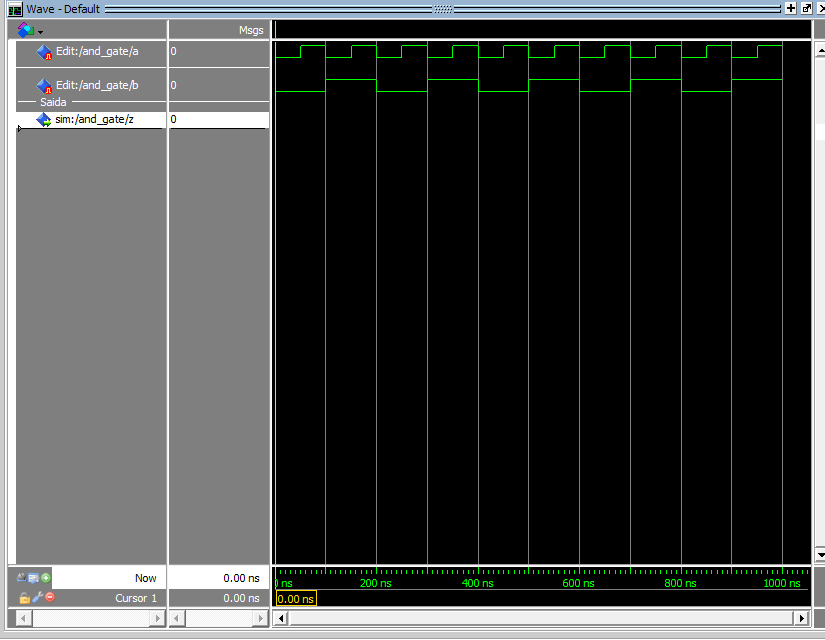 Wave - Default
Msgs
Edit:/and_gate/a 0
Edit:/and_gate/b 0
Saida
sim:/and_gate/z 0
Now 0.00 ns
ns 200 ns 400 ns 600 ns 800 ns 1000 ns
Cursor 1 0.00 ns 0.00 ns